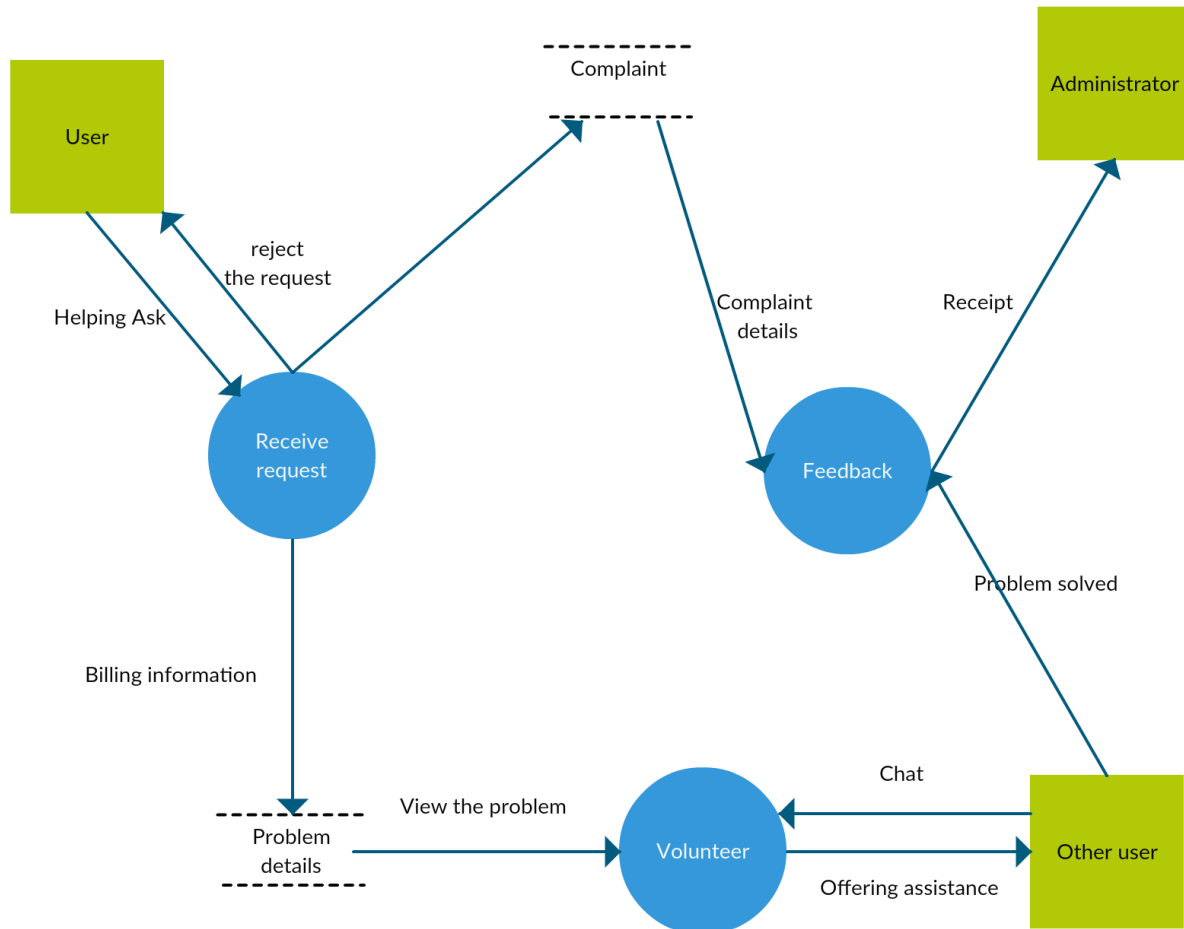 Complaint
Administrator
User
reject
the request
Helping Ask
Complaint
details
Receipt
Receive
request
Feedback
Problem solved
Billing information
Chat
View the problem
Problem
details
Volunteer
Other user
Offering assistance